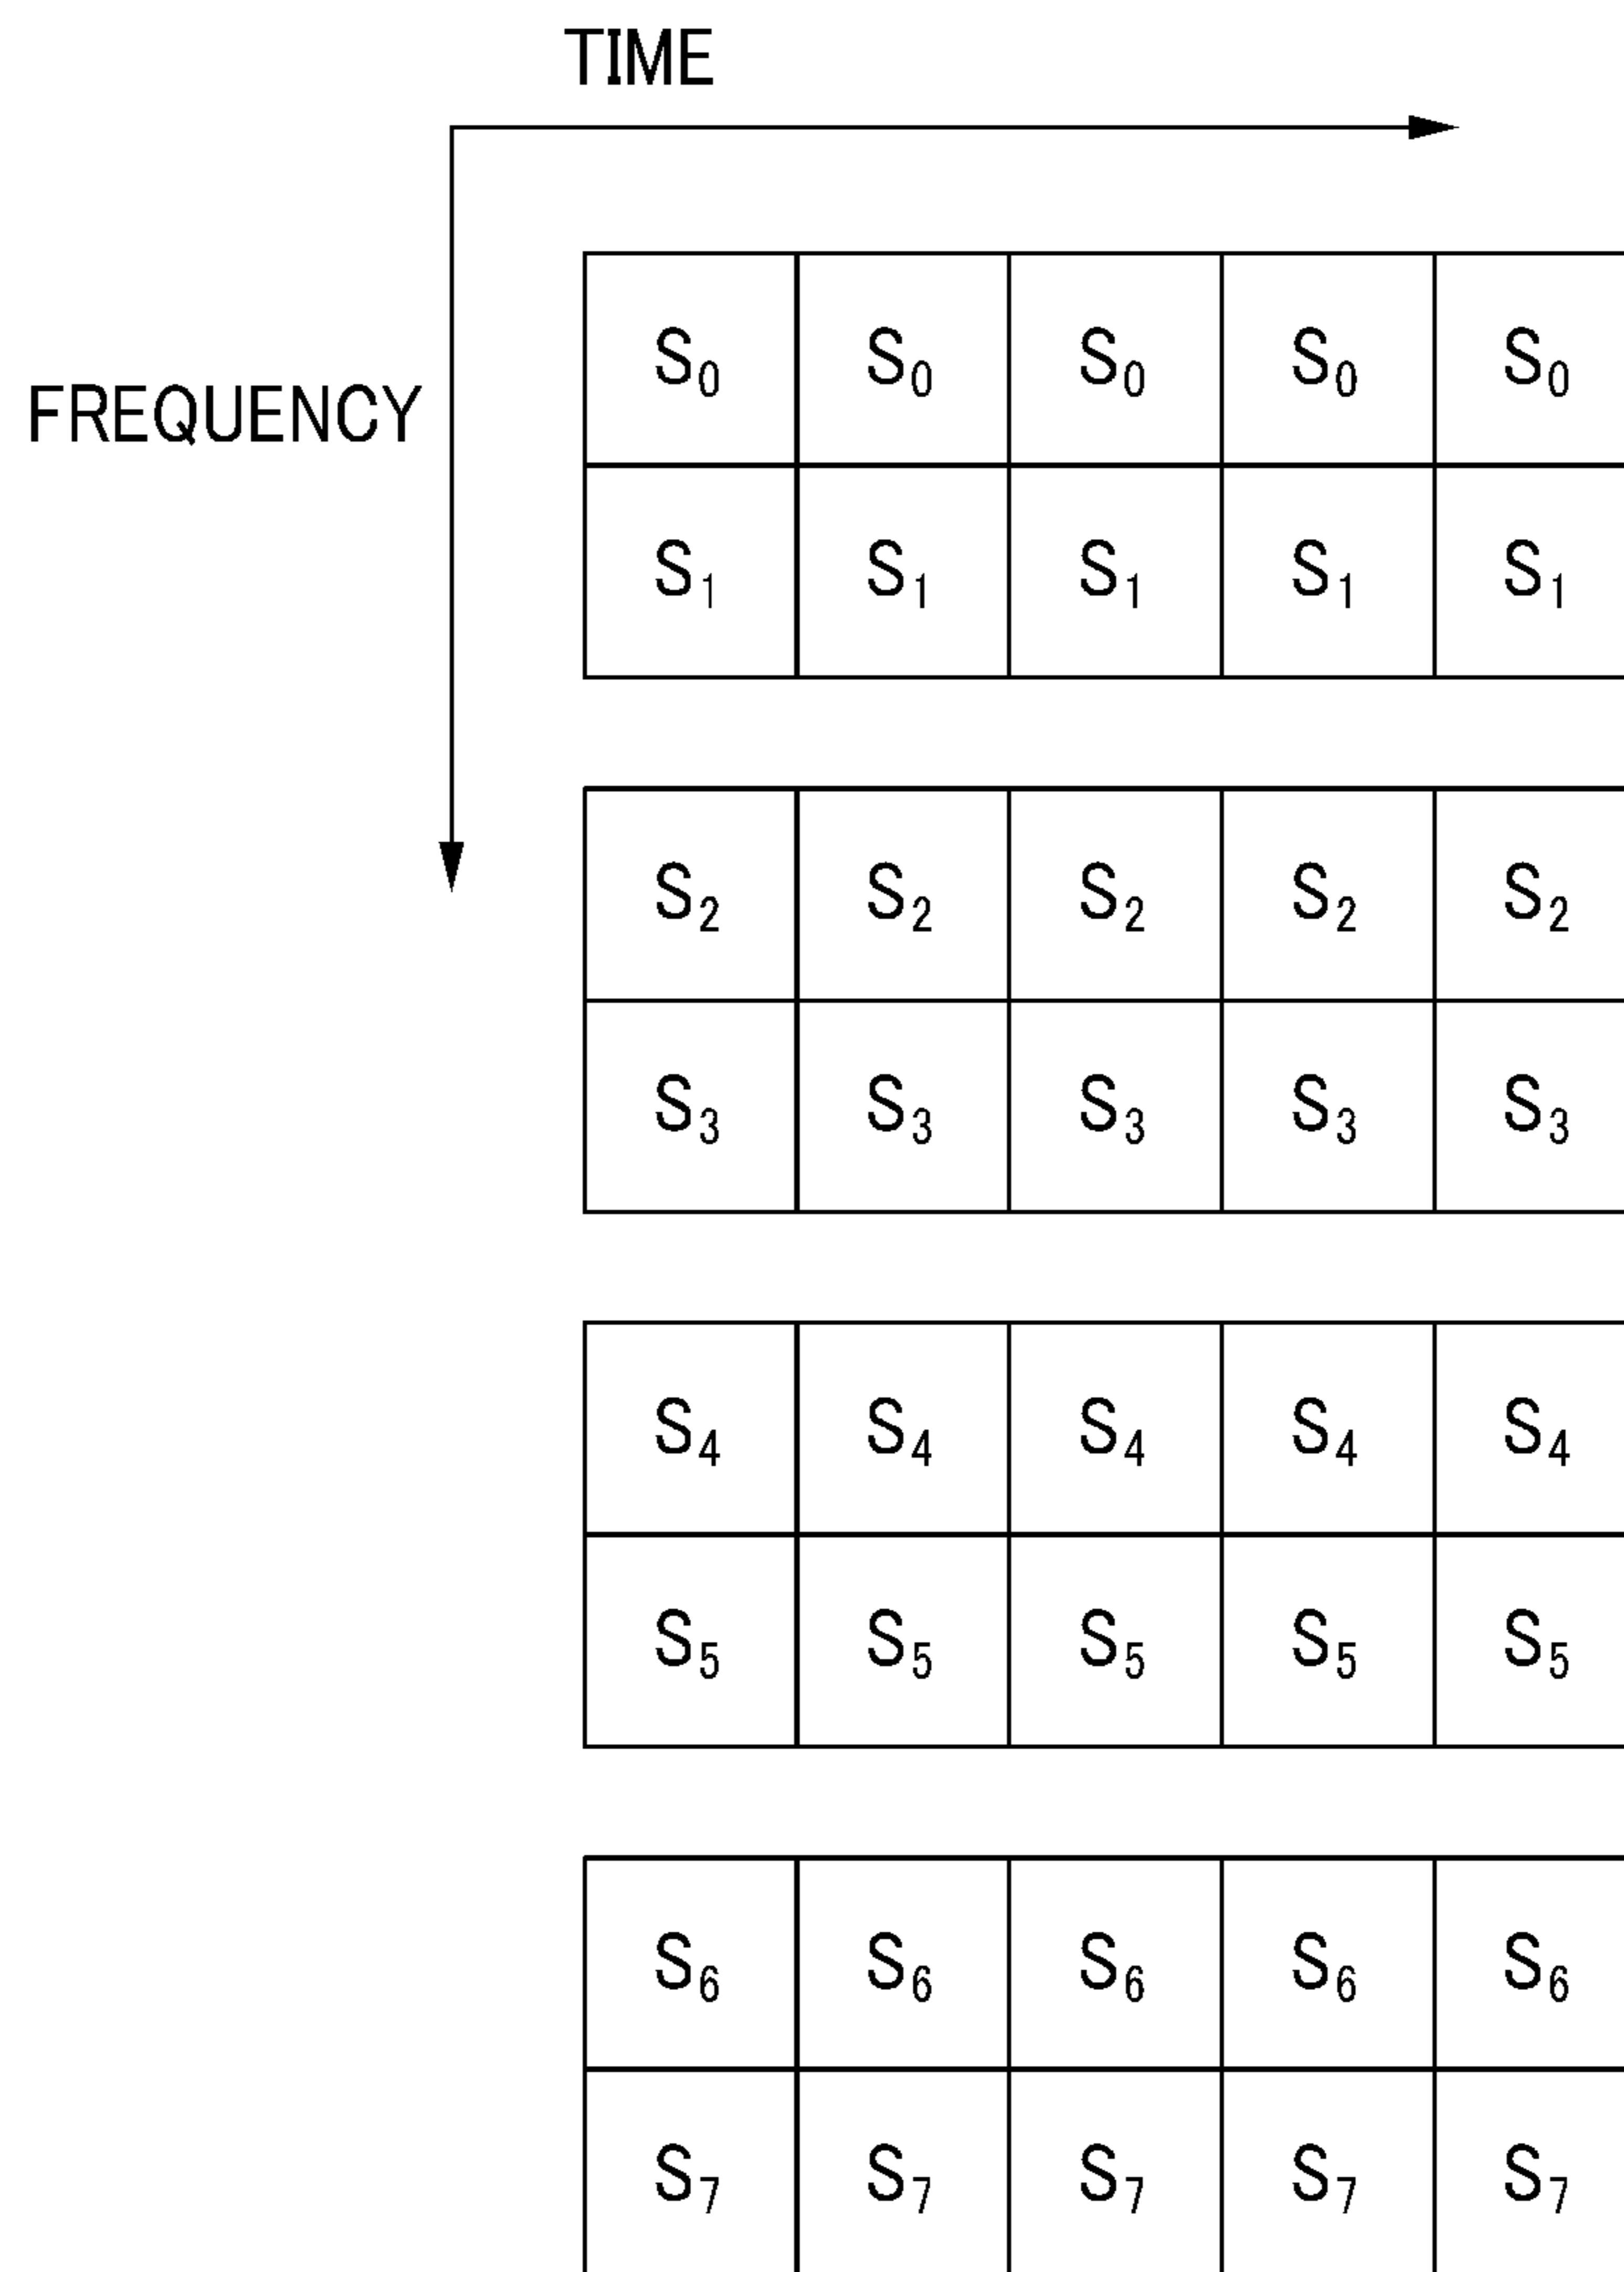 TIME
FREQUENCY
S₀ S₀ S₀ S₀ S₀
S₁ S₁ S₁ S₁ S₁
S₂ S₂ S₂ S₂ S₂
S₃ S₃ S₃ S₃ S₃
S₄ S₄ S₄ S₄ S₄
S₅ S₅ S₅ S₅ S₅
S₆ S₆ S₆ S₆ S₆
S₇ S₇ S₇ S₇ S₇